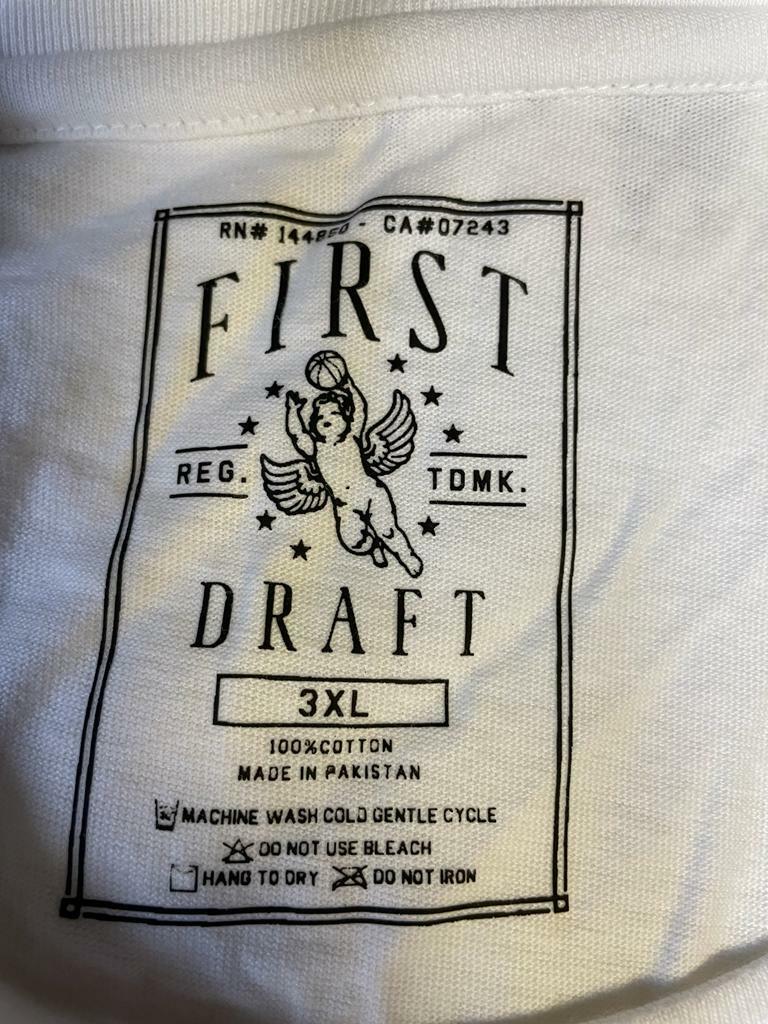 RN# - CA#07243
FIRST
REG. TDMK.
DRAFT
3XL
100%COTTON
MADE IN PAKISTAN
MACHINE WASH COLD GENTLE CYCLE
DO NOT USE BLEACH
HANG TO DRY DO NOT IRON